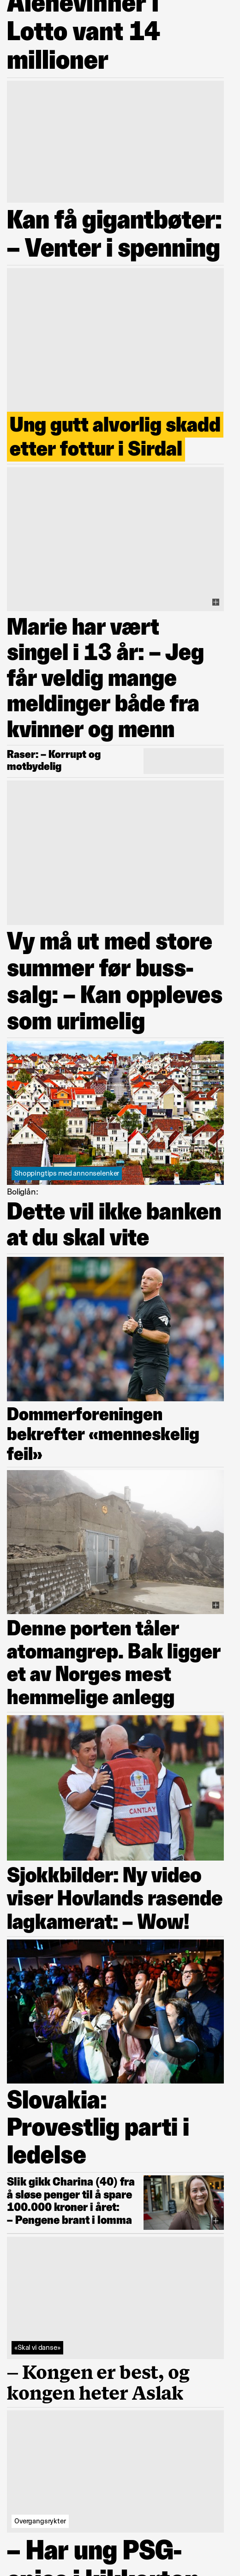 Alenevinner i
Lotto vant 14
millioner
Kan få gigantbøter:
– Venter i spenning
Ung gutt alvorlig skadd
etter fottur i Sirdal
Marie har vært
singel i 13 år: – Jeg
får veldig mange
meldinger både fra
kvinner og menn
Raser: – Korrupt og
motbydelig
Vy må ut med store
summer før buss-
salg: – Kan oppleves
som urimelig
Shoppingtips med annonselenker
Boliglån:
Dette vil ikke banken
at du skal vite
Dommerforeningen
bekrefter «menneskelig
feil»
Denne porten tåler
atomangrep. Bak ligger
et av Norges mest
hemmelige anlegg
CANTLAY
Sjokkbilder: Ny video
viser Hovlands rasende
lagkamerat: – Wow!
Slovakia:
Provestlig parti i
ledelse
Slik gikk Charina (40) fra
å sløse penger til å spare
100.000 kroner i året:
– Pengene brant i lomma
«Skal vi danse»
– Kongen er best, og
kongen heter Aslak
Overgangsrykter
– Har ung PSG-